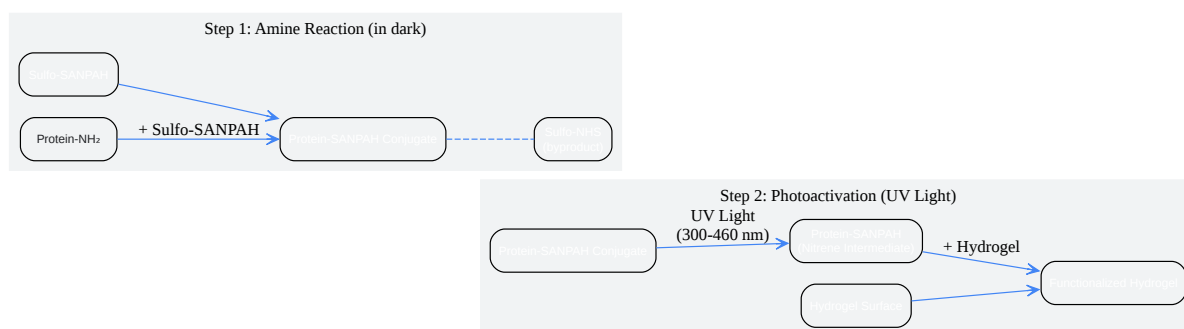 Step 1: Amine Reaction (in dark)
Sulfo-SANPAH
Protein-NH₂
+ Sulfo-SANPAH
Protein-SANPAH Conjugate
Sulfo-NHS
(byproduct)
Step 2: Photoactivation (UV Light)
Protein-SANPAH Conjugate
UV Light
(300-460 nm)
Protein-SANPAH
(Nitrene Intermediate)
+ Hydrogel
Hydrogel Surface
Functionalized Hydrogel